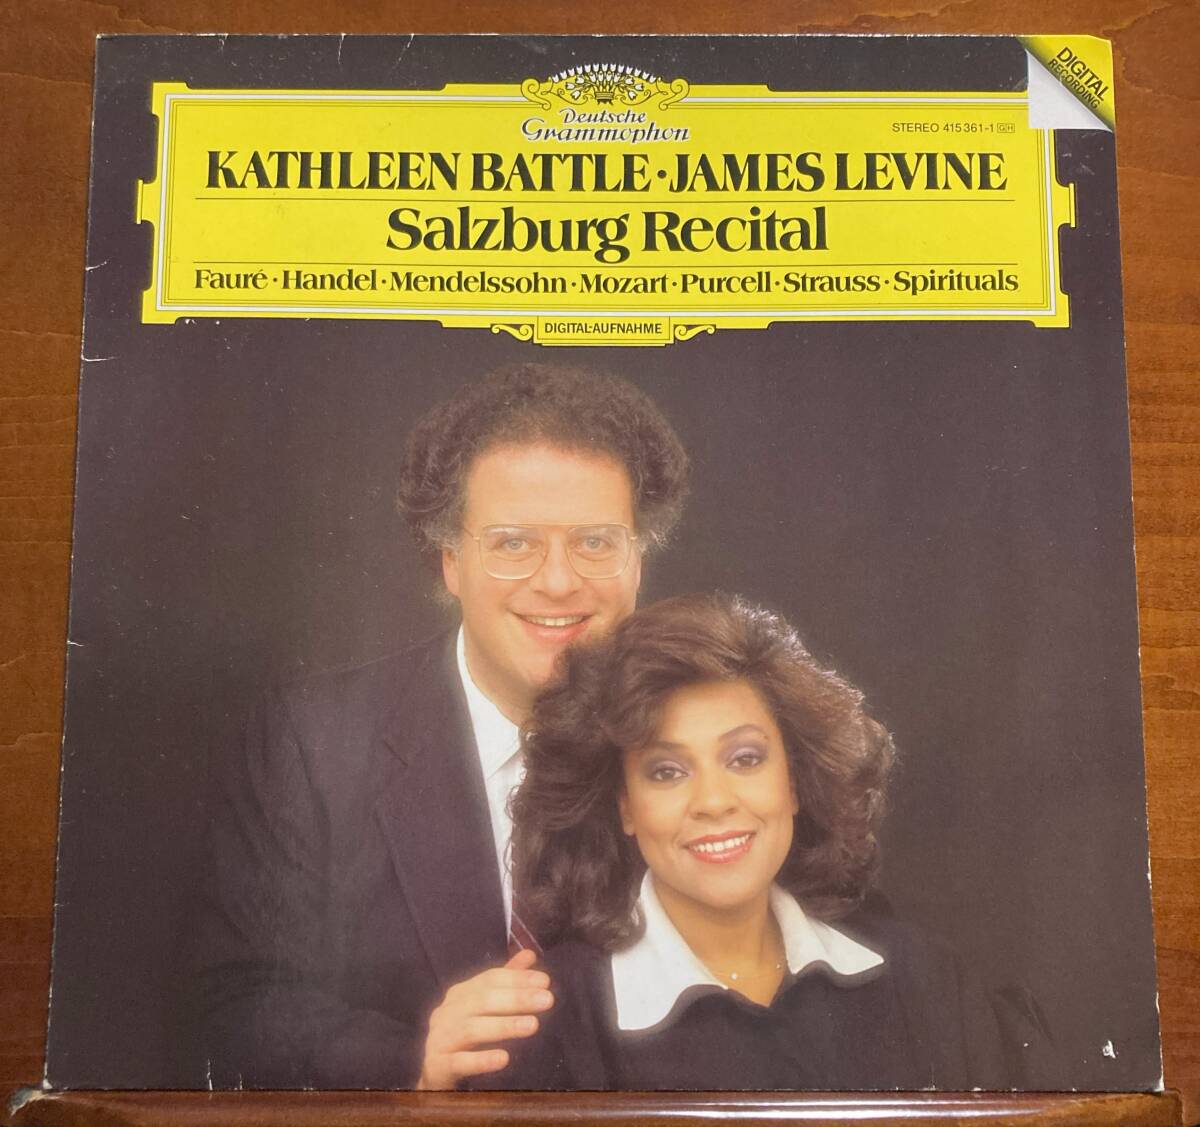 DIGITAL
RECORDING
Deutsche
Grammophon
STEREO 415 361-1 GH
KATHLEEN BATTLE · JAMES LEVINE
Salzburg Recital
Fauré · Handel · Mendelssohn · Mozart · Purcell · Strauss · Spirituals
DIGITAL-AUFNAHME